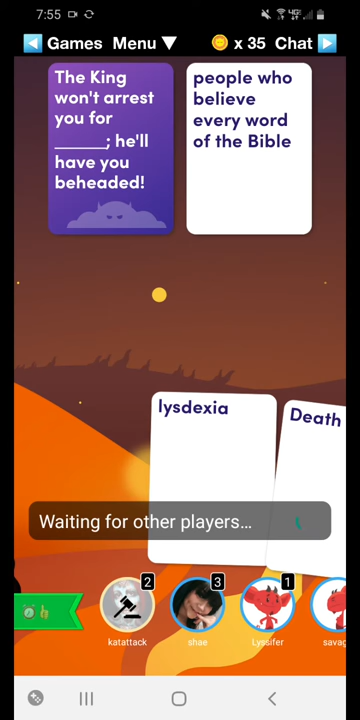 7:55
Games Menu ▼ x 35 Chat
The King
won't arrest
you for
______; he'll
have you
beheaded!
people who
believe
every word
of the Bible
lysdexia
Death
Waiting for other players...
2
3
1
katattack
shae
Lyssifer
savag